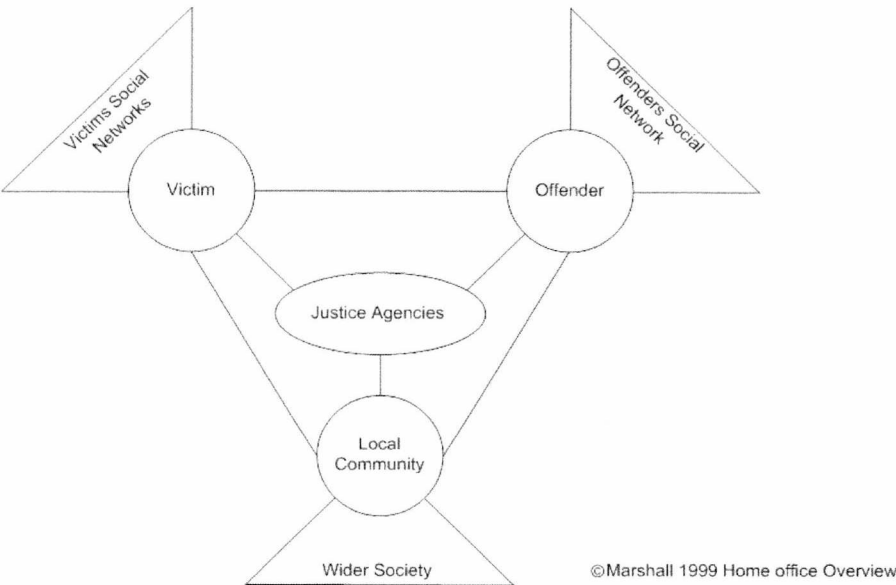 Victims Social
Networks
Offenders Social
Network
Victim
Offender
Justice Agencies
Local
Community
Wider Society
©Marshall 1999 Home office Overview